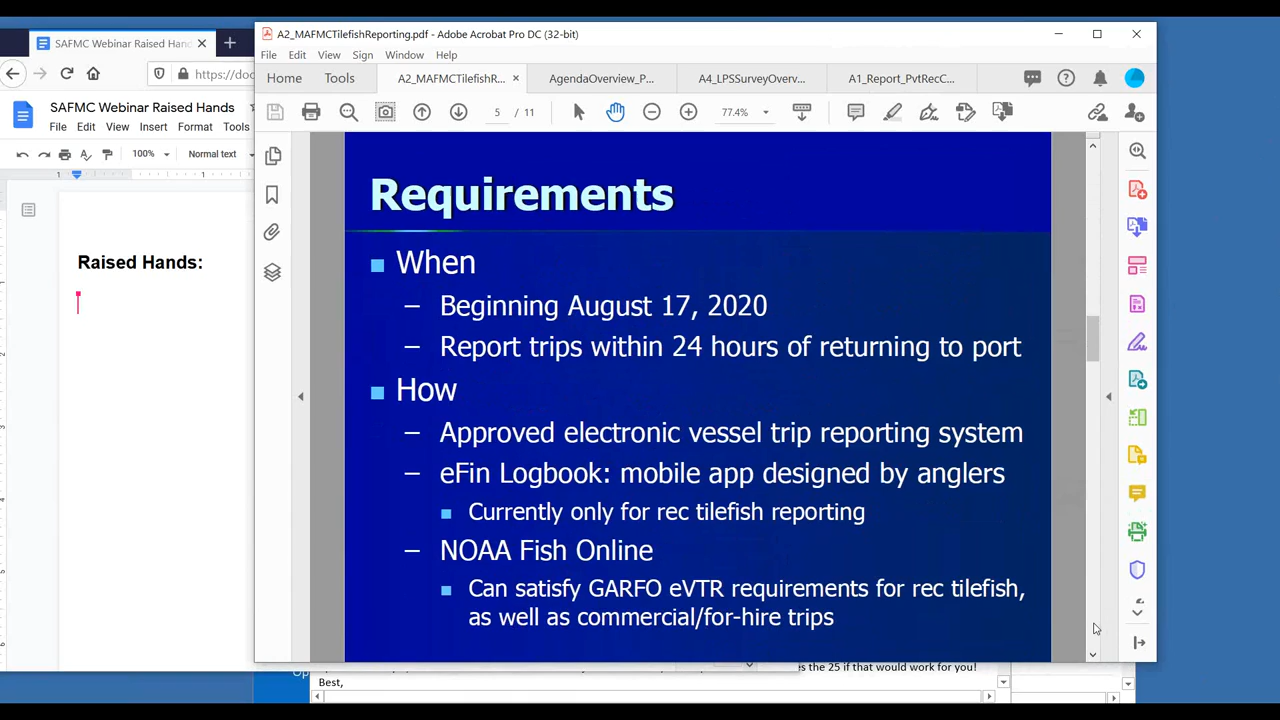 SAFMC Webinar Raised Han
https://doc
SAFMC Webinar Raised Hands
File Edit View Insert Format Tools
100% Normal text
1 1
Raised Hands:
A2_MAFMCTilefishReporting.pdf - Adobe Acrobat Pro DC (32-bit)
File Edit View Sign Window Help
Home Tools A2_MAFMCTilefishR... AgendaOverview_P... A4_LPSSurveyOverv... A1_Report_PvtRecC...
5 / 11 77.4%
Requirements
When
– Beginning August 17, 2020
– Report trips within 24 hours of returning to port
How
– Approved electronic vessel trip reporting system
– eFin Logbook: mobile app designed by anglers
Currently only for rec tilefish reporting
– NOAA Fish Online
Can satisfy GARFO eVTR requirements for rec tilefish,
as well as commercial/for-hire trips
es the 25 if that would work for you!
Best,